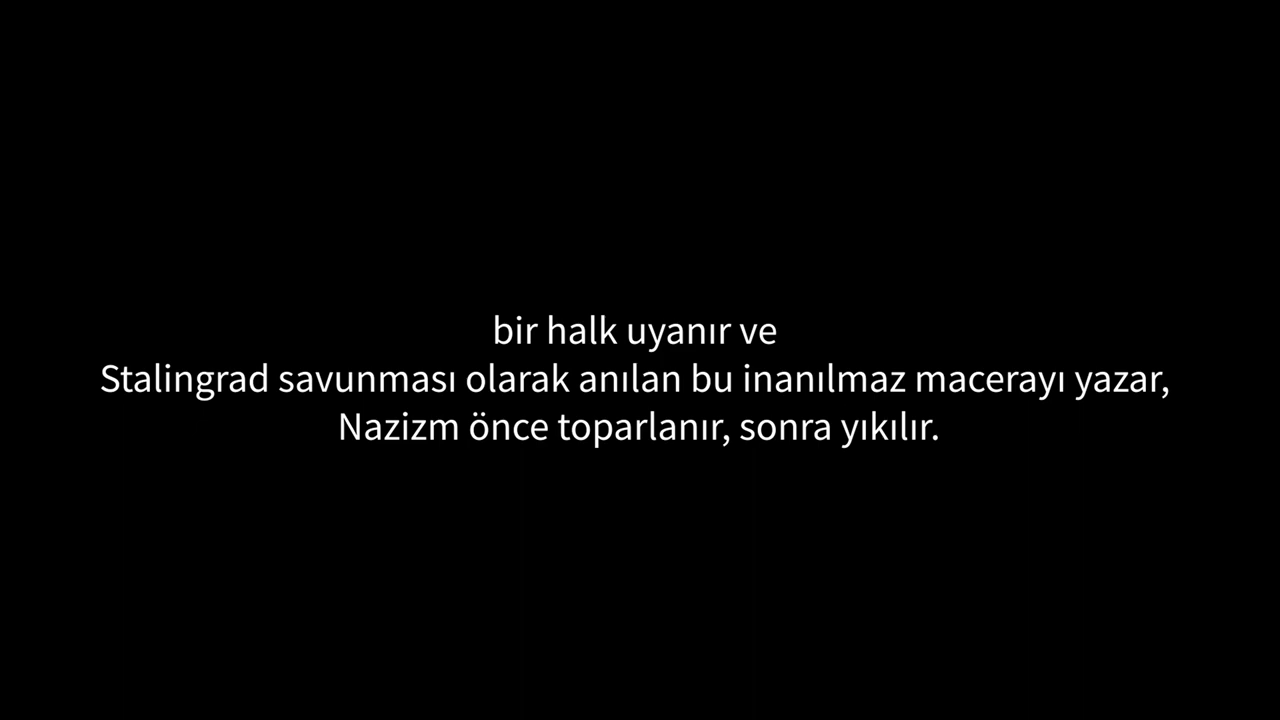 bir halk uyanır ve
Stalingrad savunması olarak anılan bu inanılmaz macerayı yazar,
Nazizm önce toparlanır, sonra yıkılır.